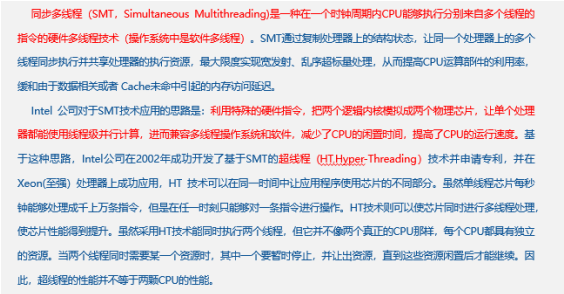 同步多线程（SMT，Simultaneous Multithreading)是一种在一个时钟周期内CPU能够执行分别来自多个线程的
指令的硬件多线程技术（操作系统中是软件多线程）。SMT通过复制处理器上的结构状态，让同一个处理器上的多个
线程同步执行并共享处理器的执行资源，最大限度实现宽发射、乱序超标量处理，从而提高CPU运算部件的利用率，
缓和由于数据相关或者 Cache未命中引起的内存访问延迟。
Intel 公司对于SMT技术应用的思路是：利用特殊的硬件指令，把两个逻辑内核模拟成两个物理芯片，让单个处理
器都能使用线程级并行计算，进而兼容多线程操作系统和软件，减少了CPU的闲置时间，提高了CPU的运行速度。基
于这种思路，Intel公司在2002年成功开发了基于SMT的超线程（HT,Hyper-Threading）技术并申请专利，并在
Xeon(至强）处理器上成功应用，HT 技术可以在同一时间中让应用程序使用芯片的不同部分。虽然单线程芯片每秒
钟能够处理成千上万条指令，但是在任一时刻只能够对一条指令进行操作。HT技术则可以使芯片同时进行多线程处理，
使芯片性能得到提升。虽然采用HT技术能同时执行两个线程，但它并不像两个真正的CPU那样，每个CPU都具有独立
的资源。当两个线程同时需要某一个资源时，其中一个要暂时停止，并让出资源，直到这些资源闲置后才能继续。因
此，超线程的性能并不等于两颗CPU的性能。